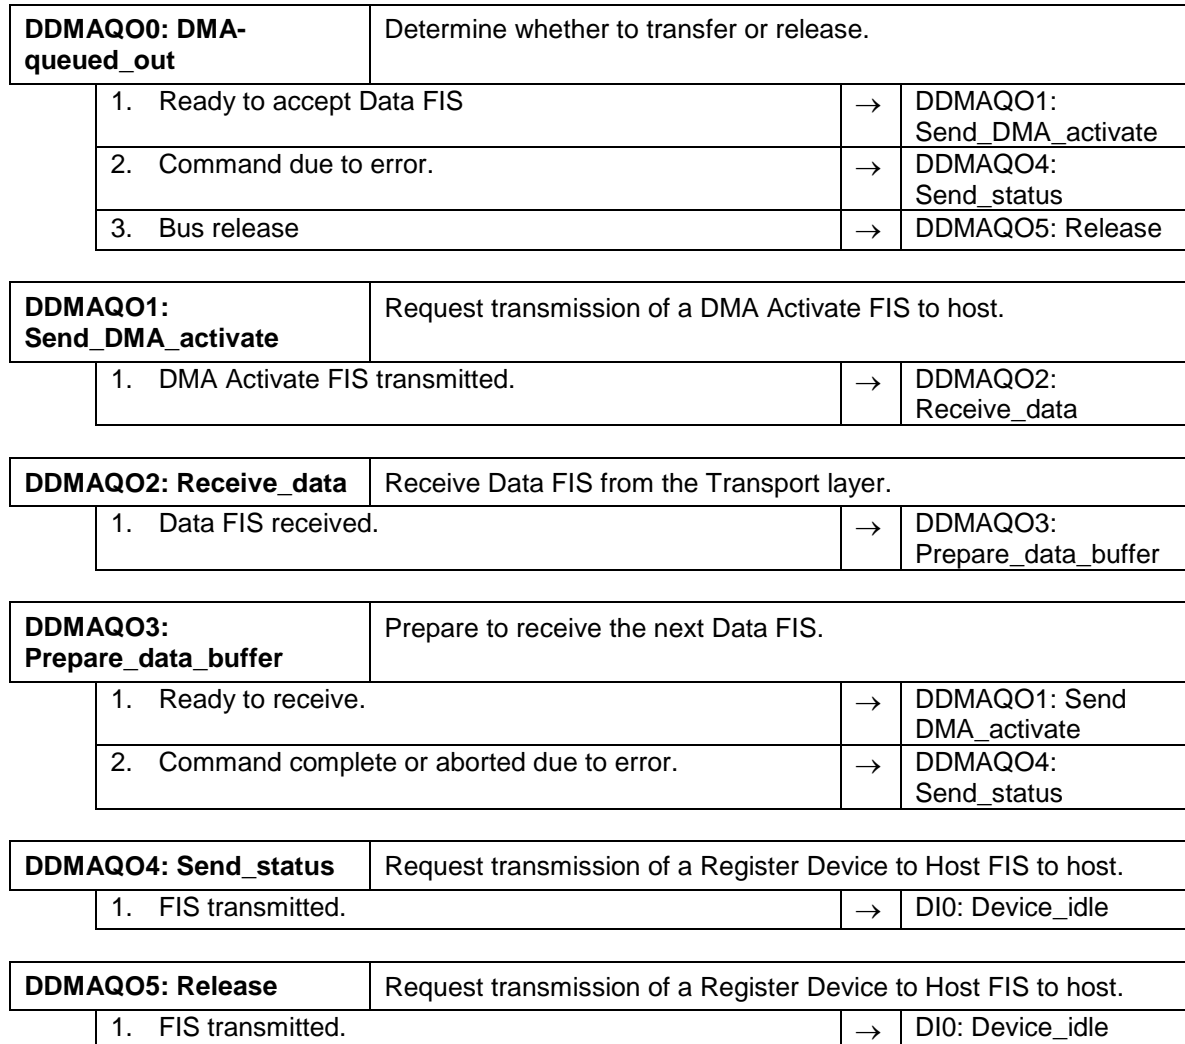 DDMAQO0: DMA-
queued_out
Determine whether to transfer or release.
1. Ready to accept Data FIS → DDMAQO1:
Send_DMA_activate
2. Command due to error. → DDMAQO4:
Send_status
3. Bus release → DDMAQO5: Release
DDMAQO1:
Send_DMA_activate
Request transmission of a DMA Activate FIS to host.
1. DMA Activate FIS transmitted. → DDMAQO2:
Receive_data
DDMAQO2: Receive_data Receive Data FIS from the Transport layer.
1. Data FIS received. → DDMAQO3:
Prepare_data_buffer
DDMAQO3:
Prepare_data_buffer
Prepare to receive the next Data FIS.
1. Ready to receive. → DDMAQO1: Send
DMA_activate
2. Command complete or aborted due to error. → DDMAQO4:
Send_status
DDMAQO4: Send_status Request transmission of a Register Device to Host FIS to host.
1. FIS transmitted. → DI0: Device_idle
DDMAQO5: Release Request transmission of a Register Device to Host FIS to host.
1. FIS transmitted. → DI0: Device_idle